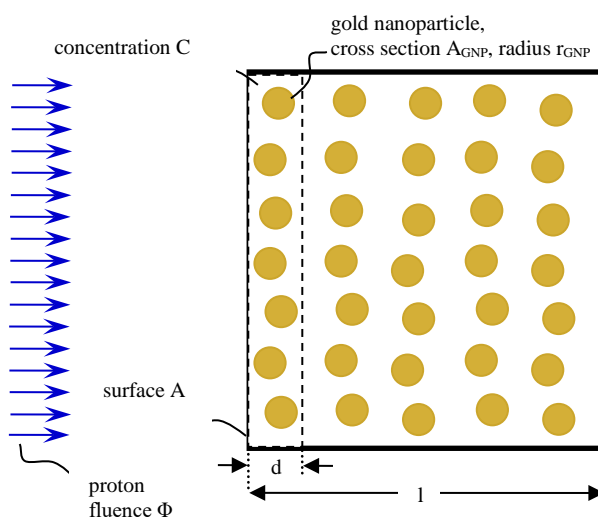 gold nanoparticle,
concentration C
cross section A_GNP, radius r_GNP
surface A
d
l
proton
fluence Φ